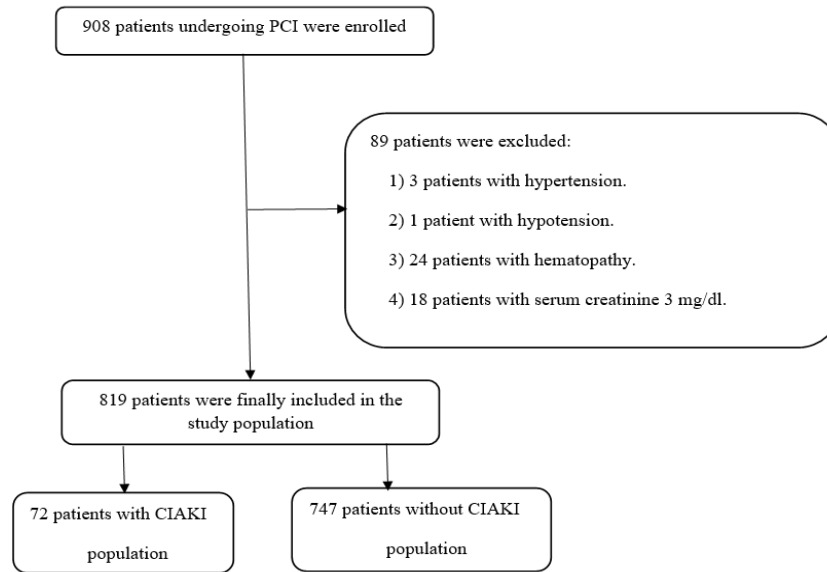 908 patients undergoing PCI were enrolled
89 patients were excluded:
1) 3 patients with hypertension.
2) 1 patient with hypotension.
3) 24 patients with hematopathy.
4) 18 patients with serum creatinine 3 mg/dl.
819 patients were finally included in the
study population
72 patients with CIAKI
population
747 patients without CIAKI
population